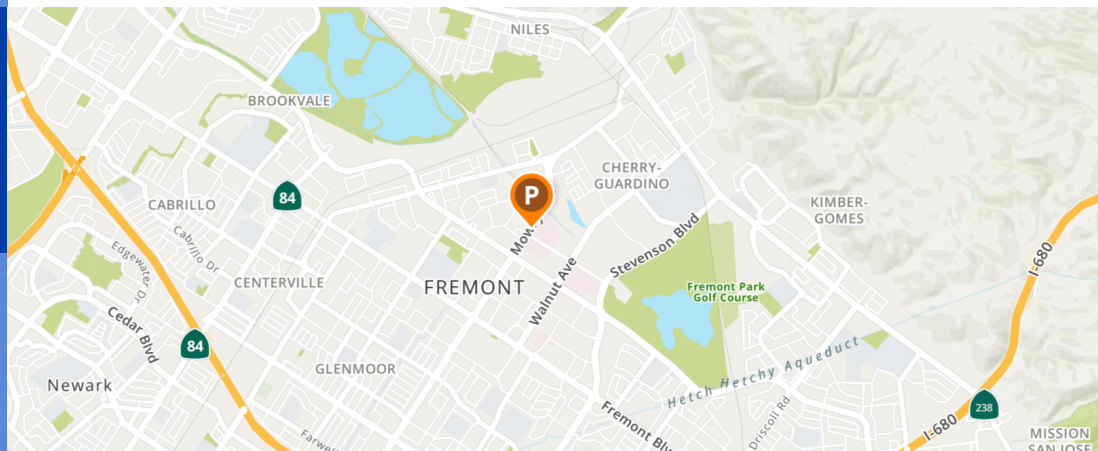 NILES
BROOKVALE
CHERRY-
GUARDINO
P
84
CABRILLO
KIMBER-
GOMES
Stevenson Blvd
Cabrillo Dr
Edgewater Dr
I-680
CENTERVILLE
FREMONT
Walnut Ave
Fremont Park
Golf Course
Cedar Blvd
84
Hetch Hetchy Aqueduct
GLENMOOR
Newark
238
Fremont Blv
Driscoll Rd
I-680
MISSION
SAN JOSE